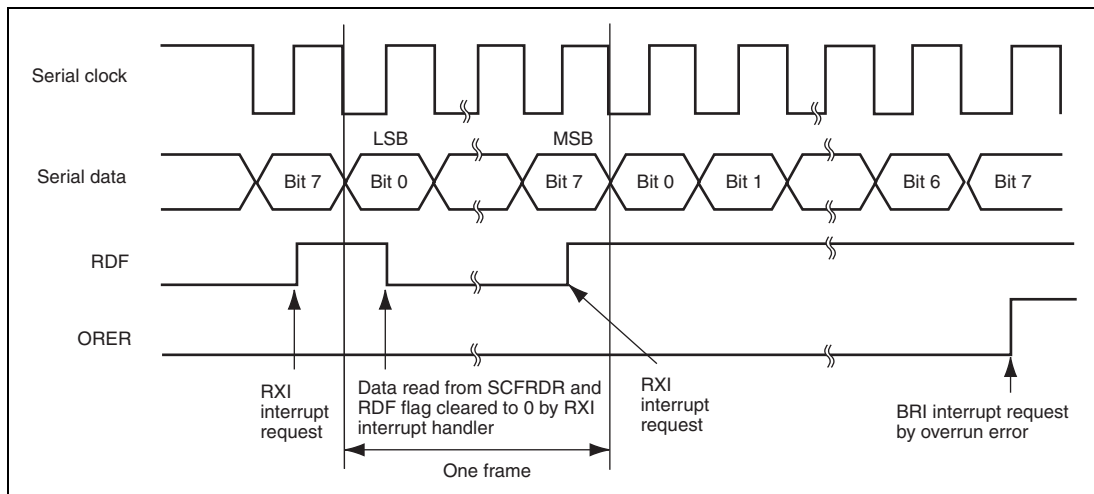 Serial clock
LSB
MSB
Serial data
Bit 7
Bit 0
Bit 7
Bit 0
Bit 1
Bit 6
Bit 7
RDF
ORER
RXI
interrupt
request
Data read from SCFRDR and
RDF flag cleared to 0 by RXI
interrupt handler
RXI
interrupt
request
BRI interrupt request
by overrun error
One frame